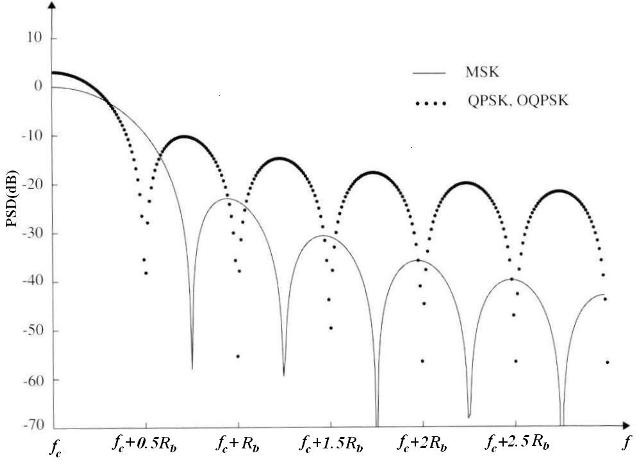 10
0
-10
-20
-30
-40
-50
-60
-70
PSD(dB)
MSK
QPSK, OQPSK
f_c
f_c+0.5R_b
f_c+R_b
f_c+1.5R_b
f_c+2R_b
f_c+2.5R_b
f